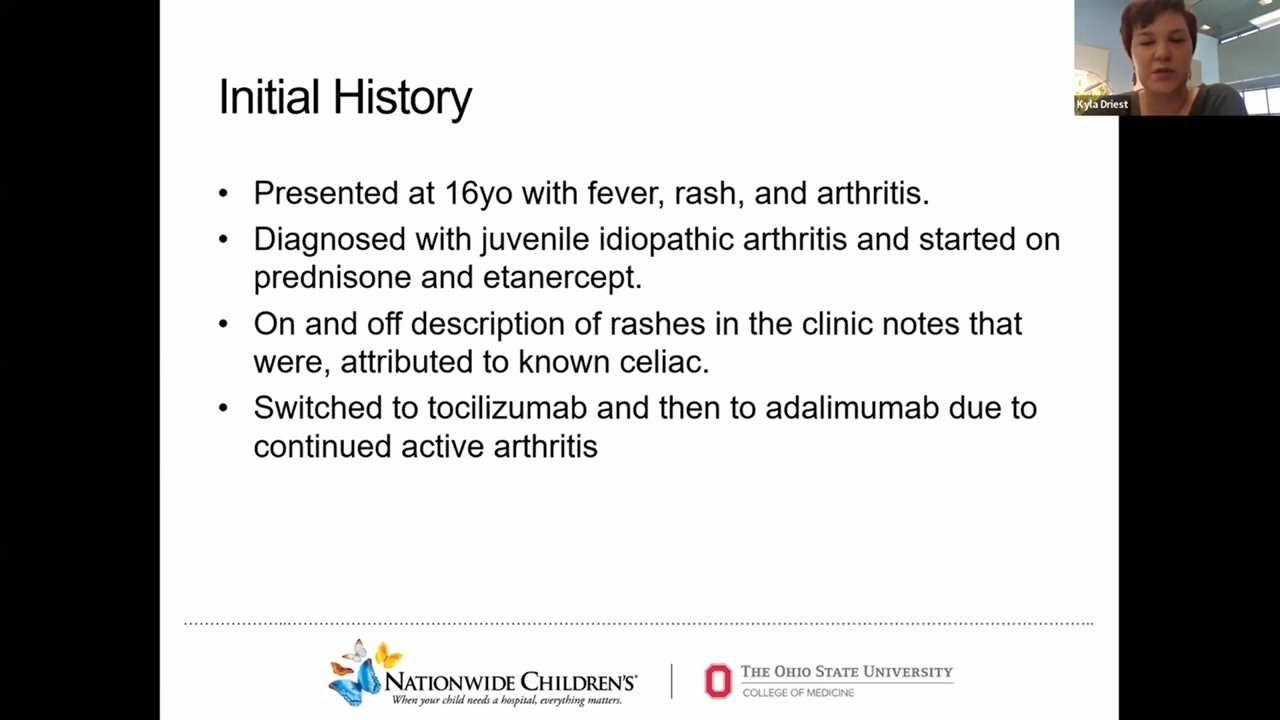 Initial History
Kyla Driest
• Presented at 16yo with fever, rash, and arthritis.
• Diagnosed with juvenile idiopathic arthritis and started on
prednisone and etanercept.
• On and off description of rashes in the clinic notes that
were, attributed to known celiac.
• Switched to tocilizumab and then to adalimumab due to
continued active arthritis
NATIONWIDE CHILDREN'S®
When your child needs a hospital, everything matters.
THE OHIO STATE UNIVERSITY
COLLEGE OF MEDICINE